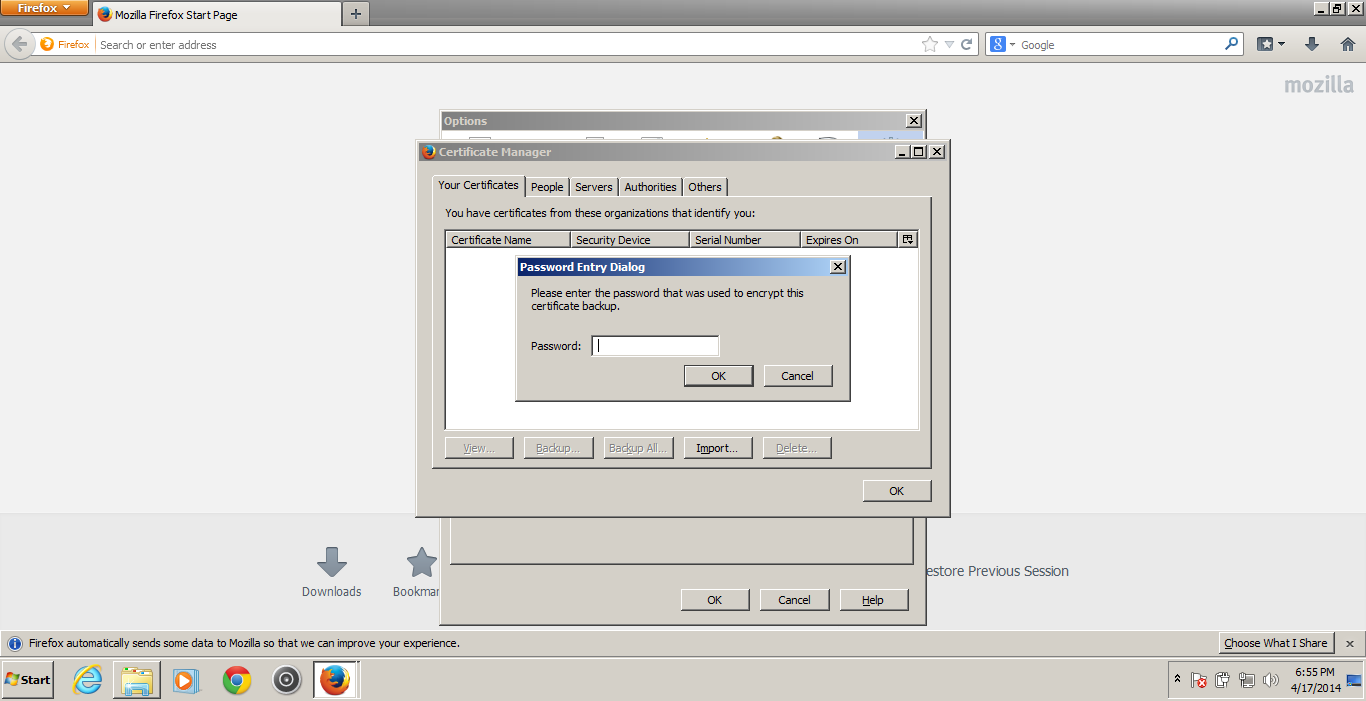 Firefox
Mozilla Firefox Start Page
Firefox
Search or enter address
Google
mozilla
Options
Certificate Manager
Your Certificates
People
Servers
Authorities
Others
You have certificates from these organizations that identify you:
Certificate Name
Security Device
Serial Number
Expires On
Password Entry Dialog
Please enter the password that was used to encrypt this
certificate backup.
Password:
OK
Cancel
View...
Backup...
Backup All...
Import...
Delete...
OK
Downloads
Bookmar
estore Previous Session
OK
Cancel
Help
Firefox automatically sends some data to Mozilla so that we can improve your experience.
Choose What I Share
Start
6:55 PM
4/17/2014